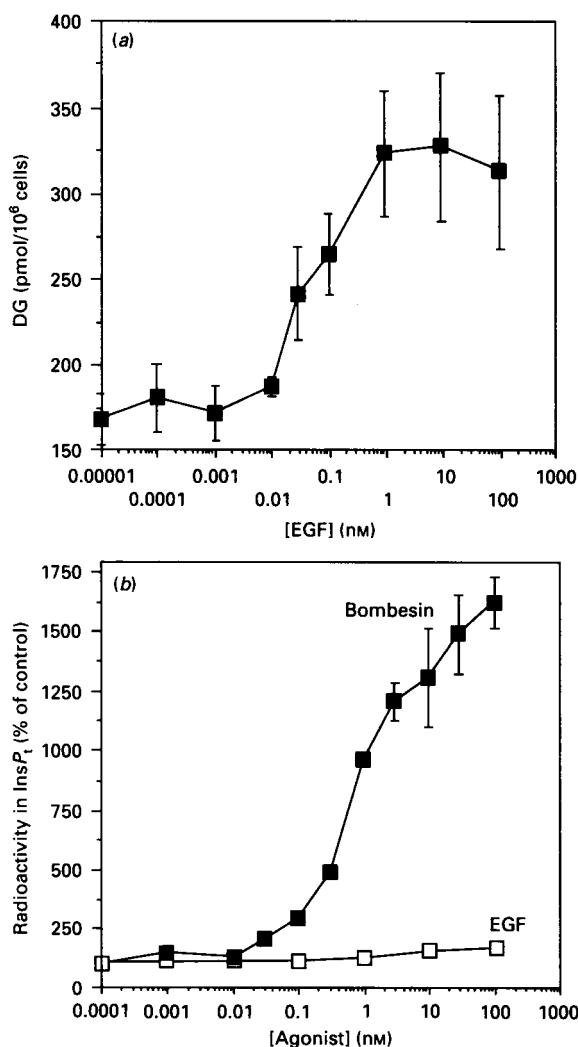 (a)
DG (pmol/10⁶ cells)
400
350
300
250
200
150
0.00001 0.001 0.1 10 1000
0.0001 0.01 1 100
[EGF] (nM)
(b)
Radioactivity in InsPt (% of control)
1750
1500
1250
1000
750
500
250
0
Bombesin
EGF
0.0001 0.001 0.01 0.1 1 10 100 1000
[Agonist] (nM)